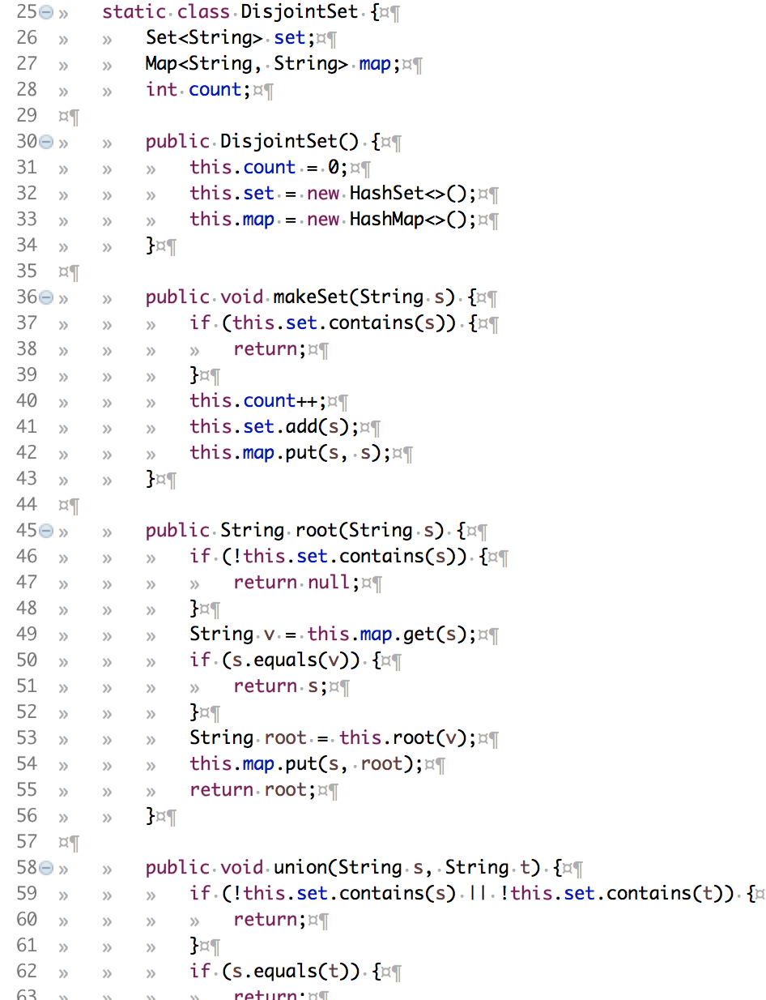 25 static class DisjointSet {
26 Set<String> set;
27 Map<String, String> map;
28 int count;
29
30 public DisjointSet() {
31 this.count = 0;
32 this.set = new HashSet<>();
33 this.map = new HashMap<>();
34 }
35
36 public void makeSet(String s) {
37 if (this.set.contains(s)) {
38 return;
39 }
40 this.count++;
41 this.set.add(s);
42 this.map.put(s, s);
43 }
44
45 public String root(String s) {
46 if (!this.set.contains(s)) {
47 return null;
48 }
49 String v = this.map.get(s);
50 if (s.equals(v)) {
51 return s;
52 }
53 String root = this.root(v);
54 this.map.put(s, root);
55 return root;
56 }
57
58 public void union(String s, String t) {
59 if (!this.set.contains(s) || !this.set.contains(t)) {
60 return;
61 }
62 if (s.equals(t)) {
63 return;